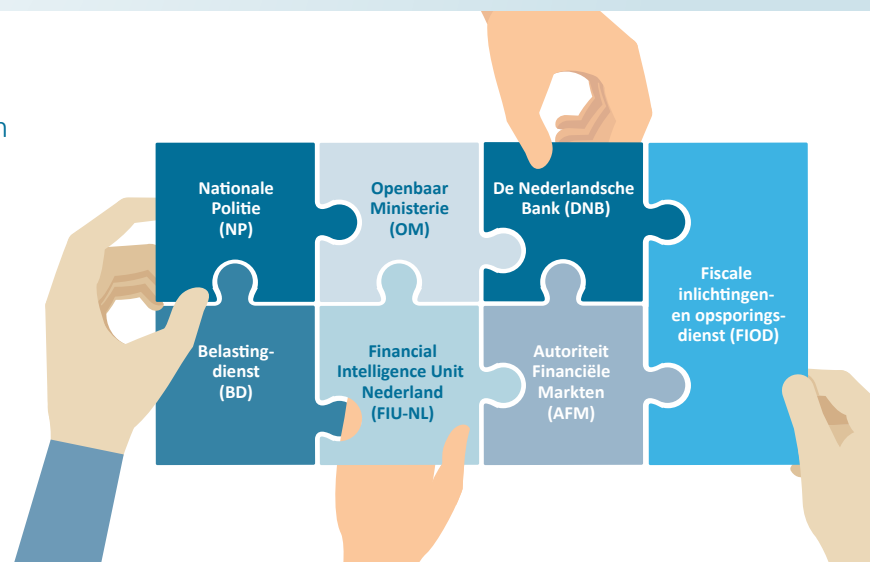 n
Nationale
Politie
(NP)
Openbaar
Ministerie
(OM)
De Nederlandsche
Bank (DNB)
Fiscale
inlichtingen-
en opsporings-
dienst (FIOD)
Belasting-
dienst
(BD)
Financial
Intelligence Unit
Nederland
(FIU-NL)
Autoriteit
Financiële
Markten
(AFM)